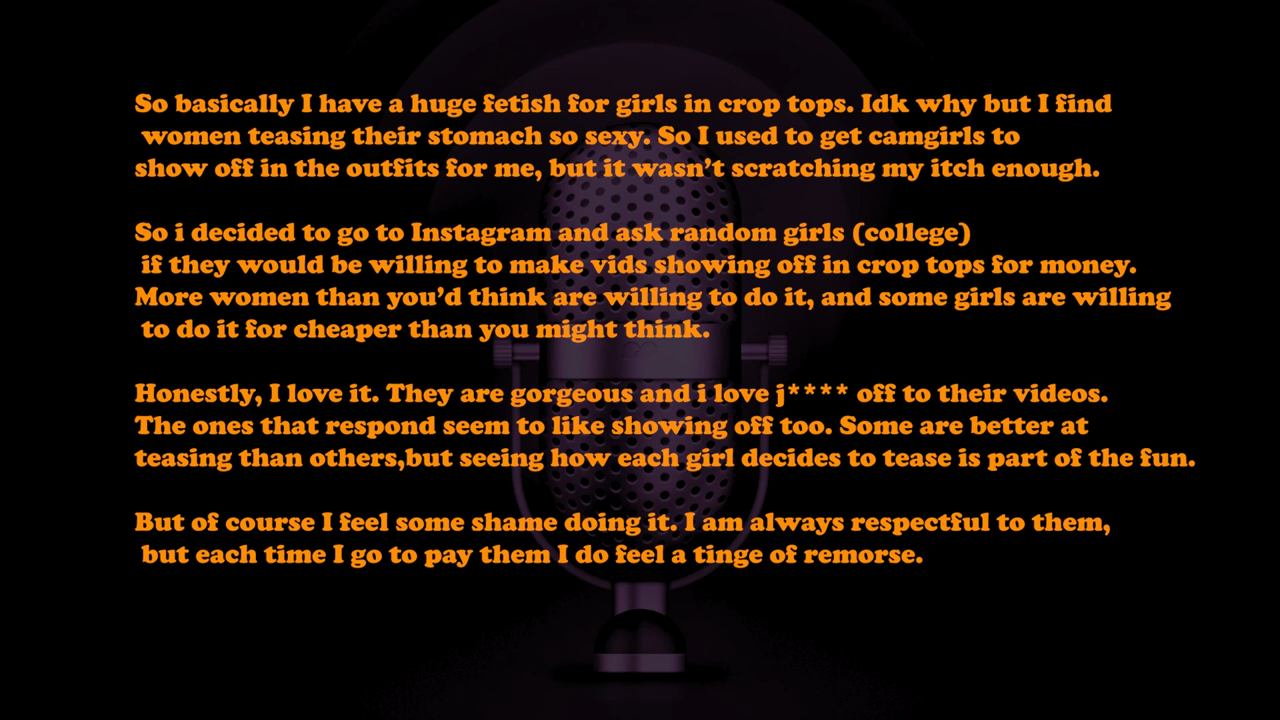 So basically I have a huge fetish for girls in crop tops. Idk why but I find
women teasing their stomach so sexy. So I used to get camgirls to
show off in the outfits for me, but it wasn't scratching my itch enough.
So i decided to go to Instagram and ask random girls (college)
if they would be willing to make vids showing off in crop tops for money.
More women than you'd think are willing to do it, and some girls are willing
to do it for cheaper than you might think.
Honestly, I love it. They are gorgeous and i love j**** off to their videos.
The ones that respond seem to like showing off too. Some are better at
teasing than others,but seeing how each girl decides to tease is part of the fun.
But of course I feel some shame doing it. I am always respectful to them,
but each time I go to pay them I do feel a tinge of remorse.